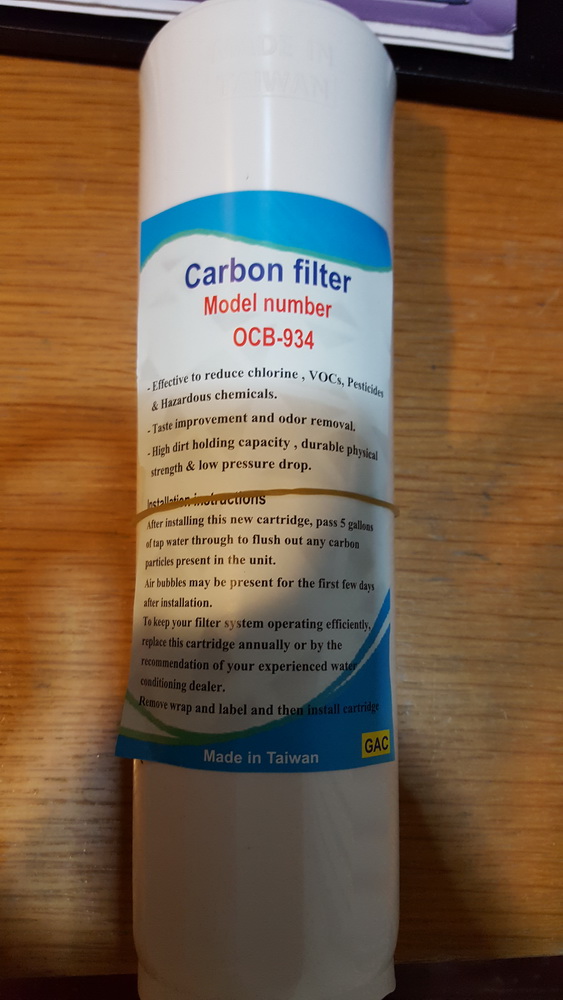 MADE IN
TAIWAN
Carbon filter
Model number
OCB-934
- Effective to reduce chlorine , VOCs, Pesticides
& Hazardous chemicals.
- Taste improvement and odor removal.
- High dirt holding capacity , durable physical
strength & low pressure drop.
Installation instructions
After installing this new cartridge, pass 5 gallons
of tap water through to flush out any carbon
particles present in the unit.
Air bubbles may be present for the first few days
after installation.
To keep your filter system operating efficiently,
replace this cartridge annually or by the
recommendation of your experienced water
conditioning dealer.
Remove wrap and label and then install cartridge
GAC
Made in Taiwan